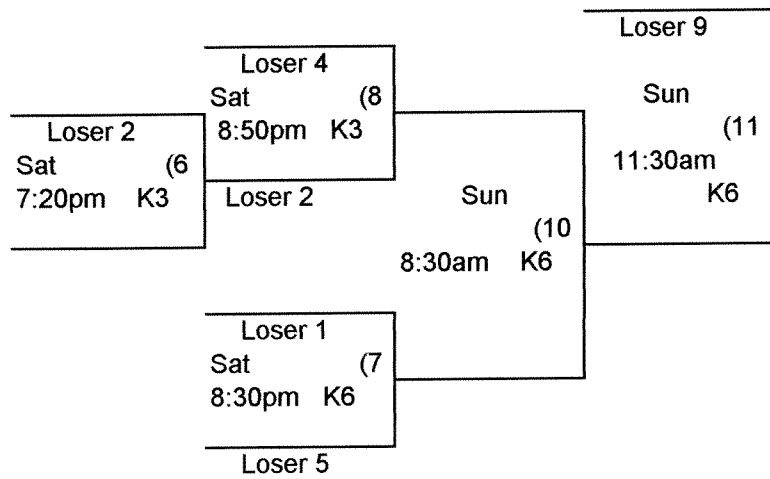 Loser 9
Loser 4
Sat (8
8:50pm K3
Sun
(11
11:30am
K6
Loser 2
Sat (6
7:20pm K3
Loser 2
Sun
(10
8:30am K6
Loser 1
Sat (7
8:30pm K6
Loser 5